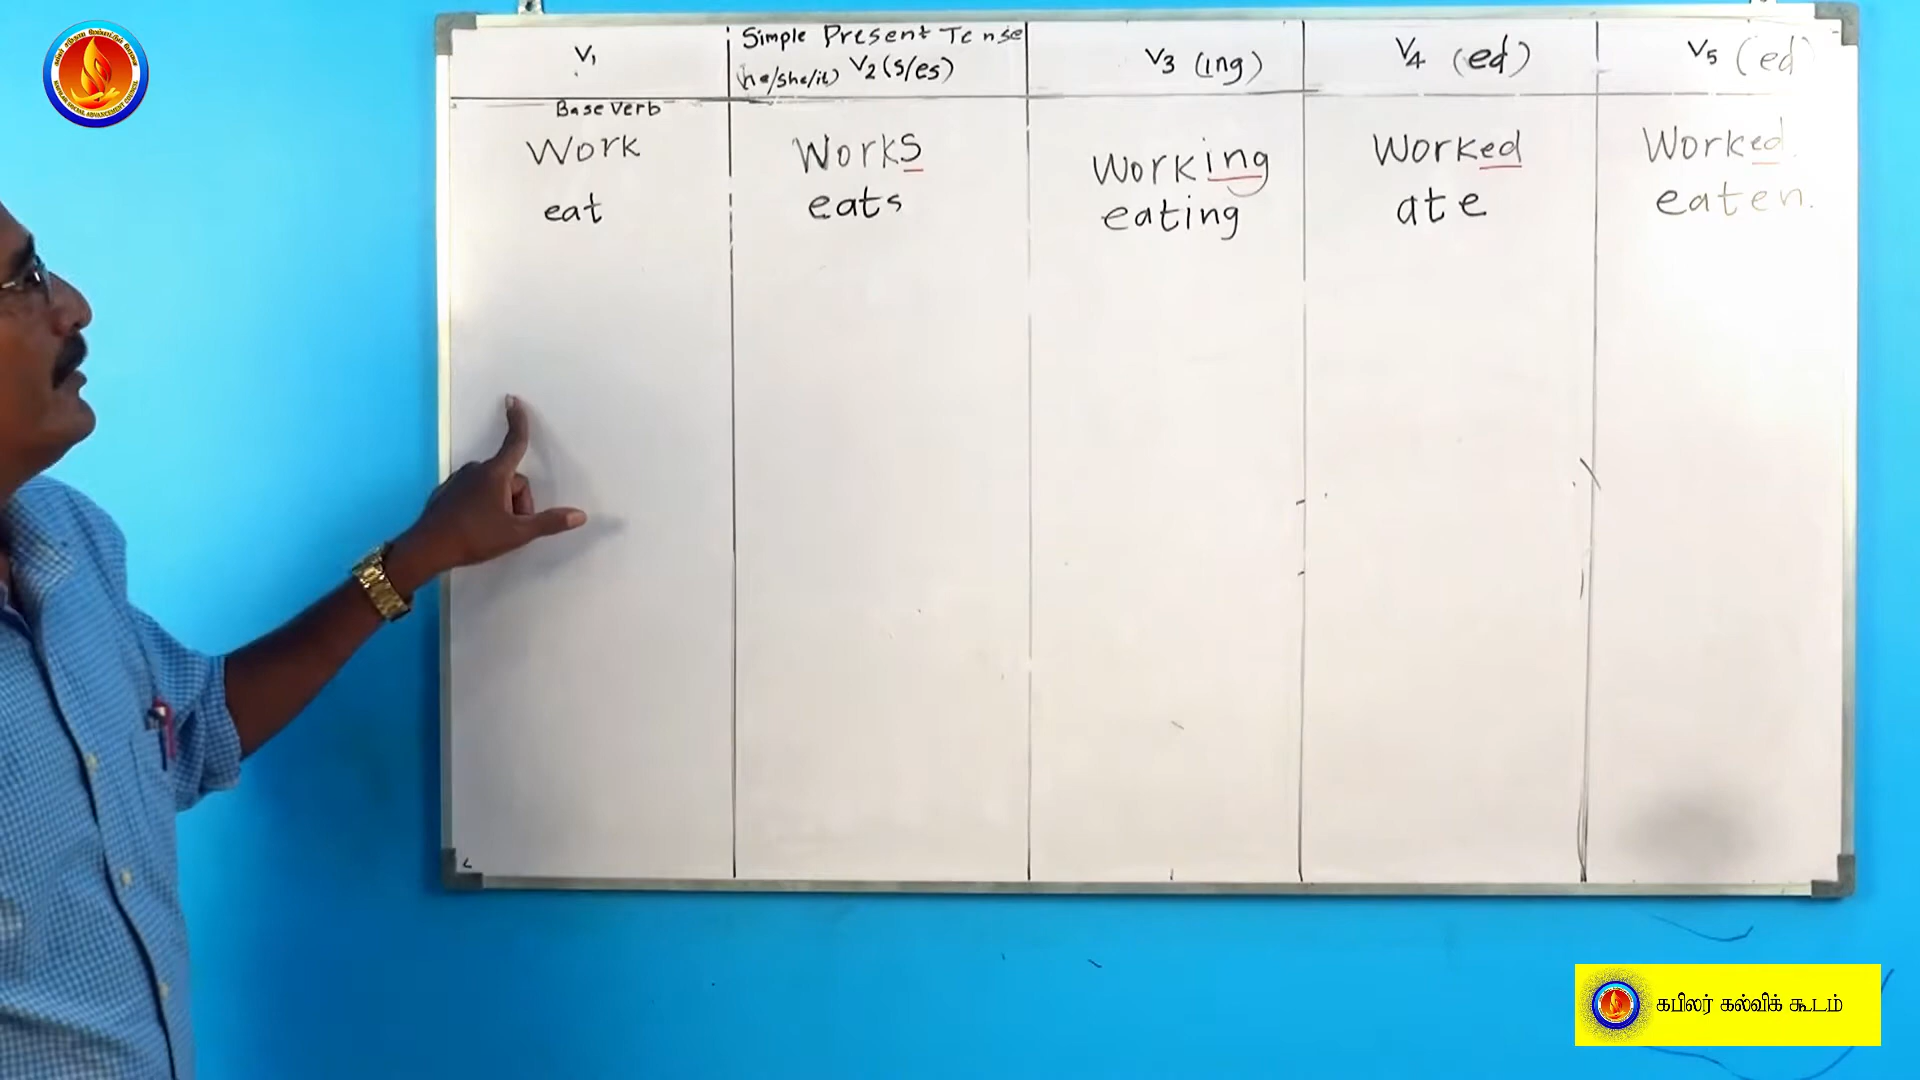 V1
Simple Present Tense
(he/she/it) V2 (s/es)
V3 (ing)
V4 (ed)
V5 (ed)
Base Verb
Work
Works
Working
Worked
Worked.
eat
eats
eating
ate
eaten.
கபிலர் கல்விக் கூடம்